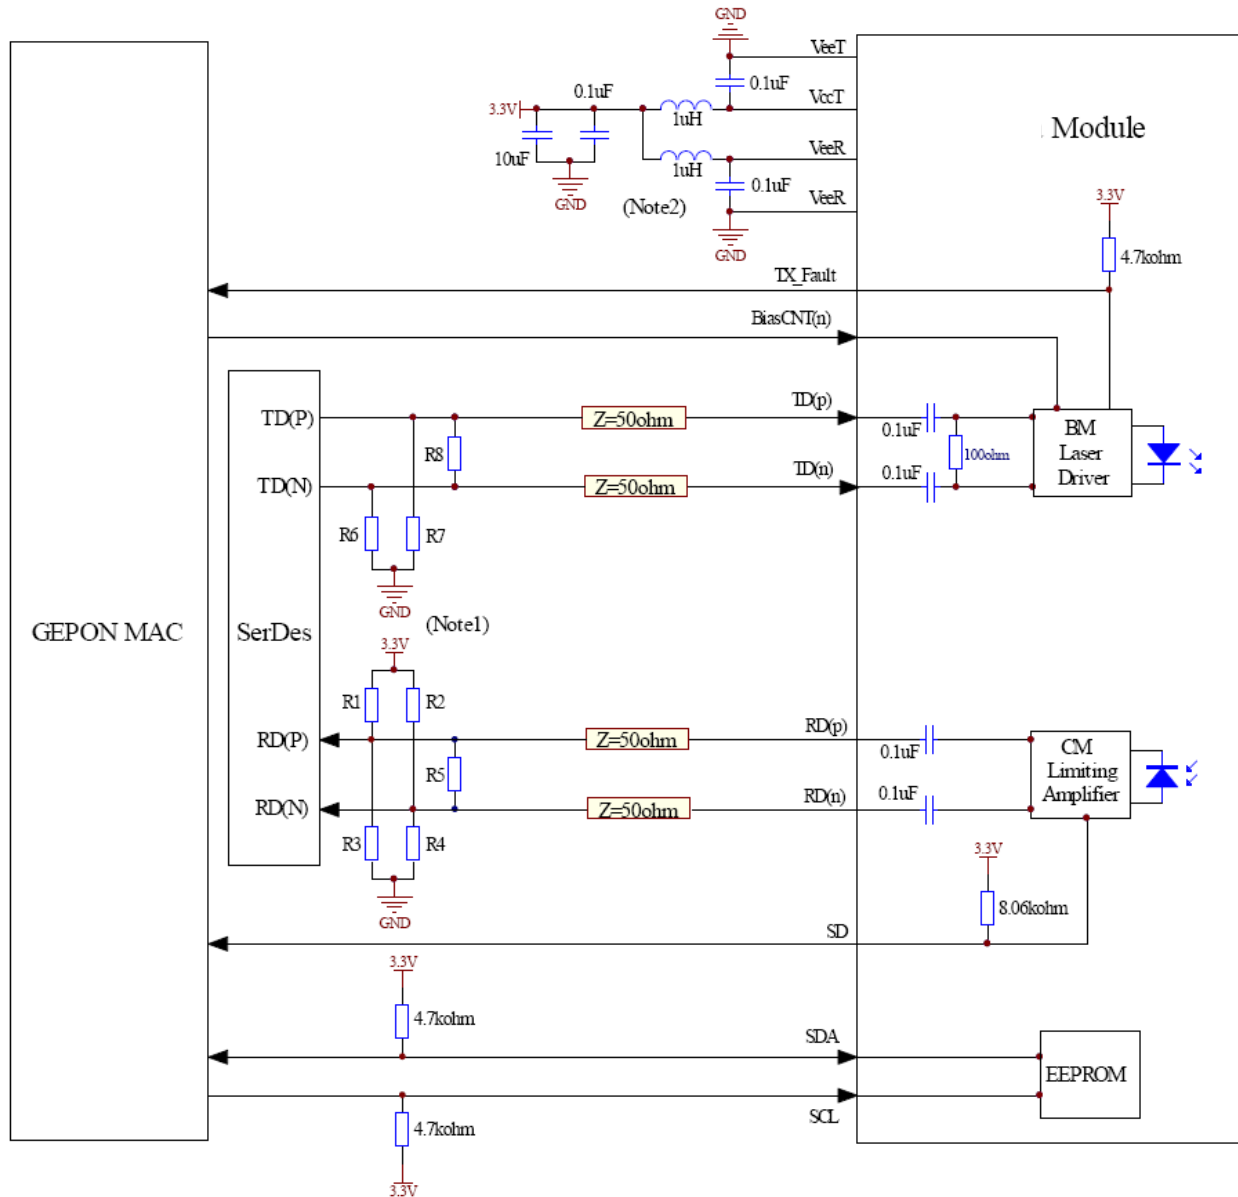 GND
VeeT
0.1uF
0.1uF
3.3V
VccT
1uH
Module
10uF
VeeR
1uH
0.1uF
GND
(Note2)
VeeR
3.3V
GND
4.7kohm
TX_Fault
BiasCNT(n)
TD(P)
Z=50ohm
TD(p)
0.1uF
BM
Laser
Driver
R8
100ohm
TD(N)
Z=50ohm
TD(n)
0.1uF
R6
R7
GND
(Note1)
GEPON MAC
SerDes
3.3V
R1
R2
RD(P)
Z=50ohm
RD(p)
0.1uF
CM
Limiting
Amplifier
R5
RD(N)
Z=50ohm
RD(n)
0.1uF
R3
R4
3.3V
GND
8.06kohm
SD
3.3V
4.7kohm
SDA
EEPROM
SCL
4.7kohm
3.3V